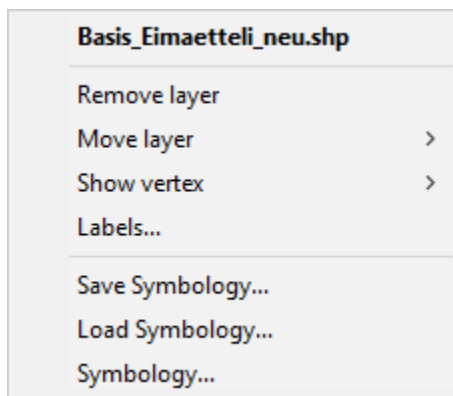 Basis_Eimaetteli_neu.shp
Remove layer
Move layer
Show vertex
Labels...
Save Symbology...
Load Symbology...
Symbology...